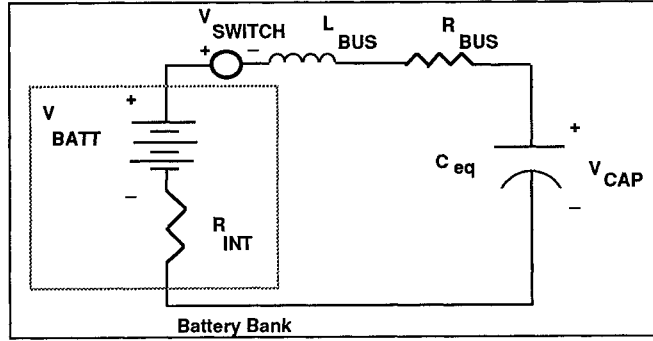 V SWITCH
+ −
L BUS
R BUS
+
V BATT
−
R INT
C eq
+
V CAP
−
Battery Bank